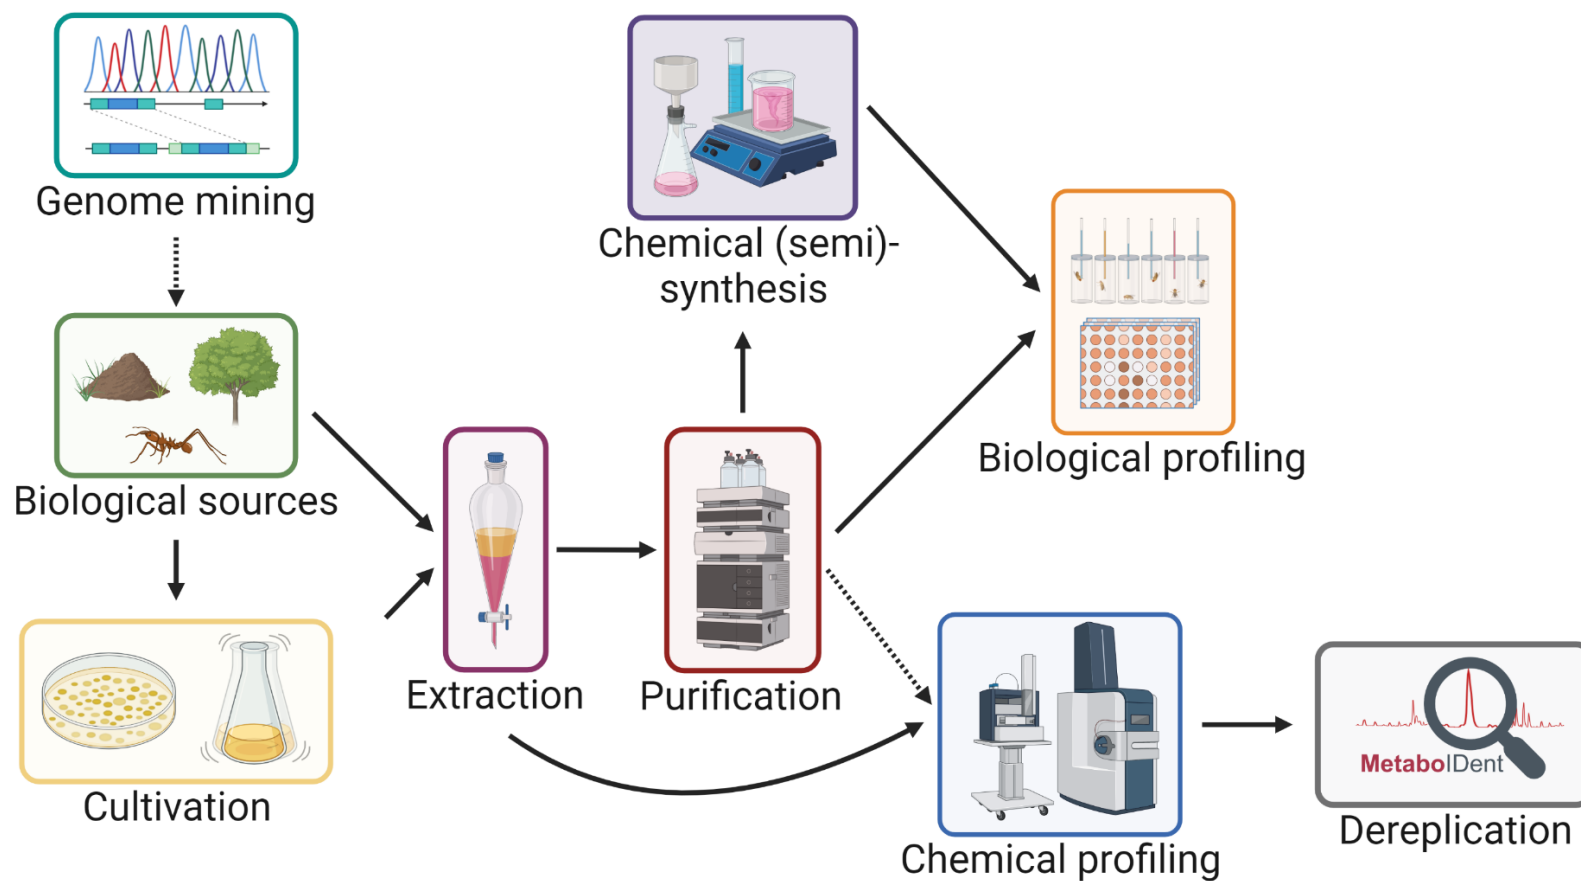 Genome mining
Chemical (semi)-
synthesis
Biological profiling
Biological sources
Extraction
Purification
Cultivation
MetaboIDent
Dereplication
Chemical profiling